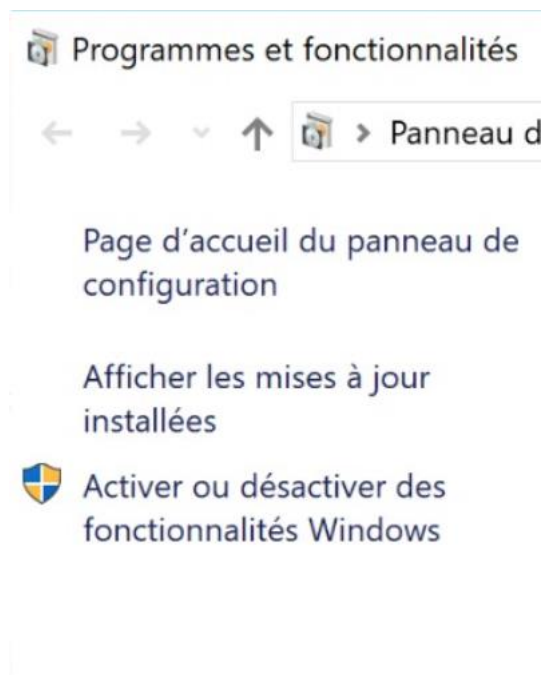 Programmes et fonctionnalités
Panneau d
Page d’accueil du panneau de
configuration
Afficher les mises à jour
installées
Activer ou désactiver des
fonctionnalités Windows